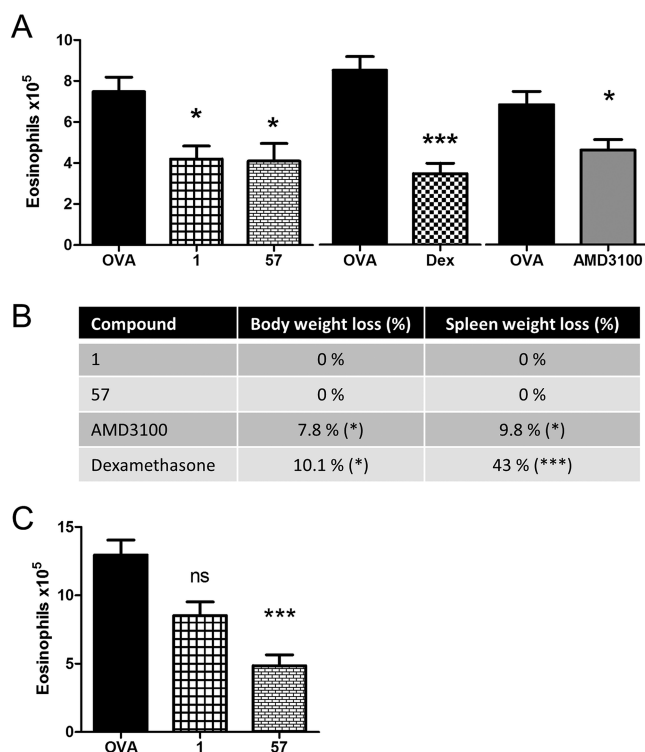 A
Eosinophils x10⁵
10
8
6
4
2
0
*
*
***
*
OVA 1 57 OVA Dex OVA AMD3100
B
Compound Body weight loss (%) Spleen weight loss (%)
1 0 % 0 %
57 0 % 0 %
AMD3100 7.8 % (*) 9.8 % (*)
Dexamethasone 10.1 % (*) 43 % (***)
C
Eosinophils x10⁵
15
10
5
0
ns
***
OVA 1 57